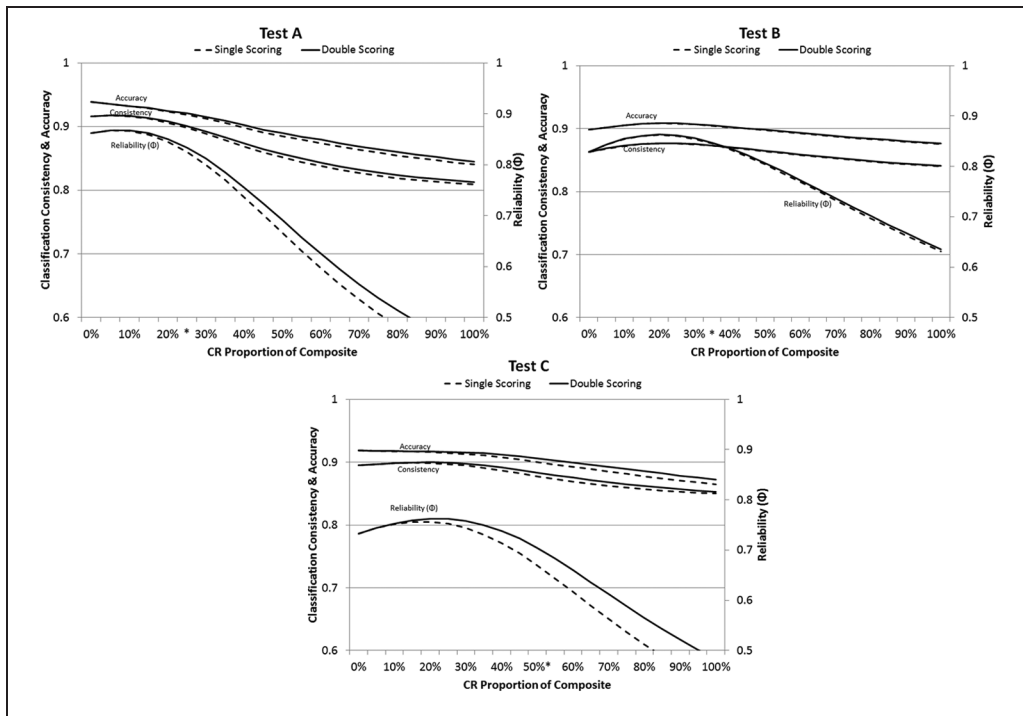 Test A
Single Scoring Double Scoring
Classification Consistency & Accuracy
1
0.9
0.8
0.7
0.6
Accuracy
Consistency
Reliability (Φ)
1
0.9
0.8
0.7
0.6
0.5
Reliability (Φ)
0% 10% 20% * 30% 40% 50% 60% 70% 80% 90% 100%
CR Proportion of Composite
Test B
Single Scoring Double Scoring
Classification Consistency & Accuracy
1
0.9
0.8
0.7
0.6
Accuracy
Consistency
Reliability (Φ)
1
0.9
0.8
0.7
0.6
0.5
Reliability (Φ)
0% 10% 20% 30% * 40% 50% 60% 70% 80% 90% 100%
CR Proportion of Composite
Test C
Single Scoring Double Scoring
Classification Consistency & Accuracy
1
0.9
0.8
0.7
0.6
Accuracy
Consistency
Reliability (Φ)
1
0.9
0.8
0.7
0.6
0.5
Reliability (Φ)
0% 10% 20% 30% 40% 50%* 60% 70% 80% 90% 100%
CR Proportion of Composite